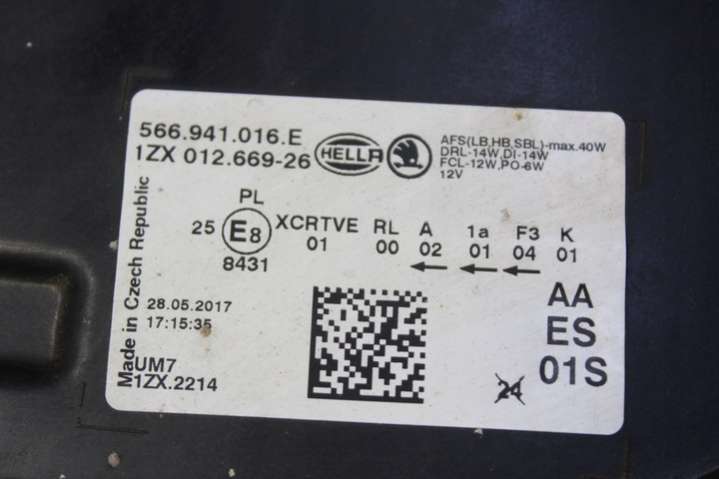 566.941.016.E
1ZX 012.669-26
HELLA
AFS(LB,HB,SBL)-max.40W
DRL-14W,DI-14W
FCL-12W,PO-6W
12V
PL
25 E8 XCRTVE RL A 1a F3 K
01 00 02 01 04 01
8431
Made in Czech Republic
28.05.2017
17:15:35
UM7
1ZX.2214
AA
ES
01S
24